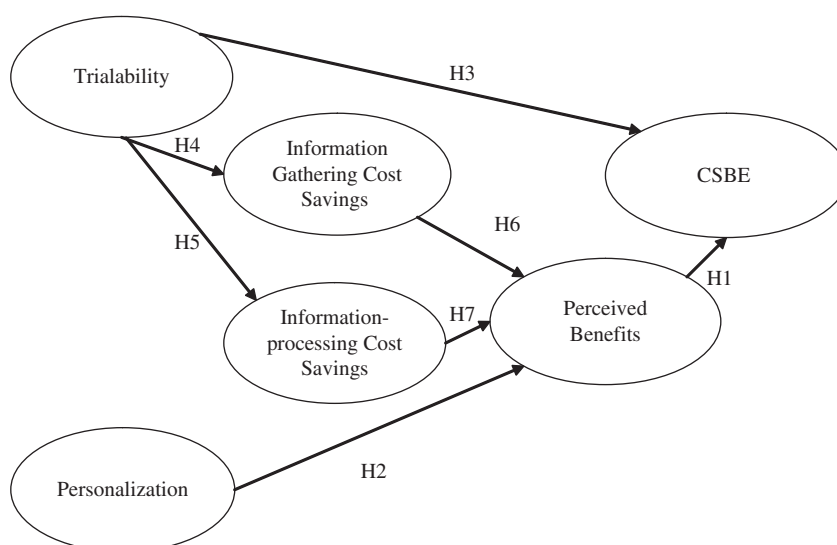 Trialability
H3
H4
Information
Gathering Cost
Savings
CSBE
H5
H6
H1
Information-
processing Cost
Savings
H7
Perceived
Benefits
H2
Personalization